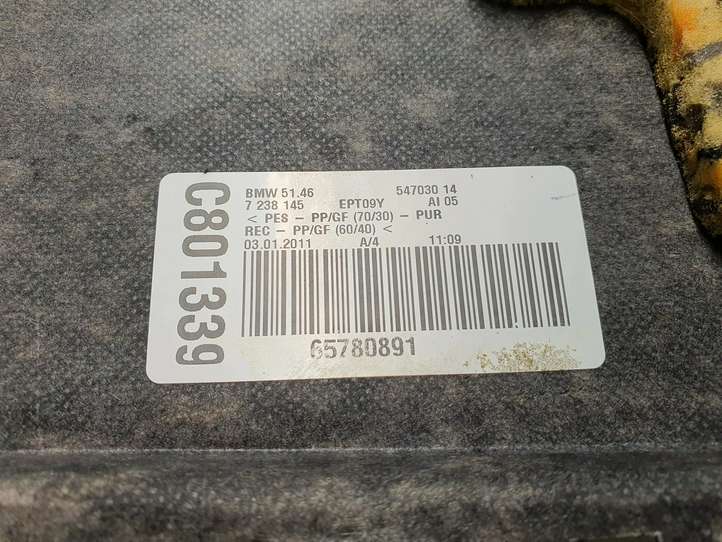 C801339
BMW 51.46 547030 14
7 238 145 EPT09Y AI 05
< PES - PP/GF (70/30) - PUR
REC - PP/GF (60/40) <
03.01.2011 A/4 11:09
65780891